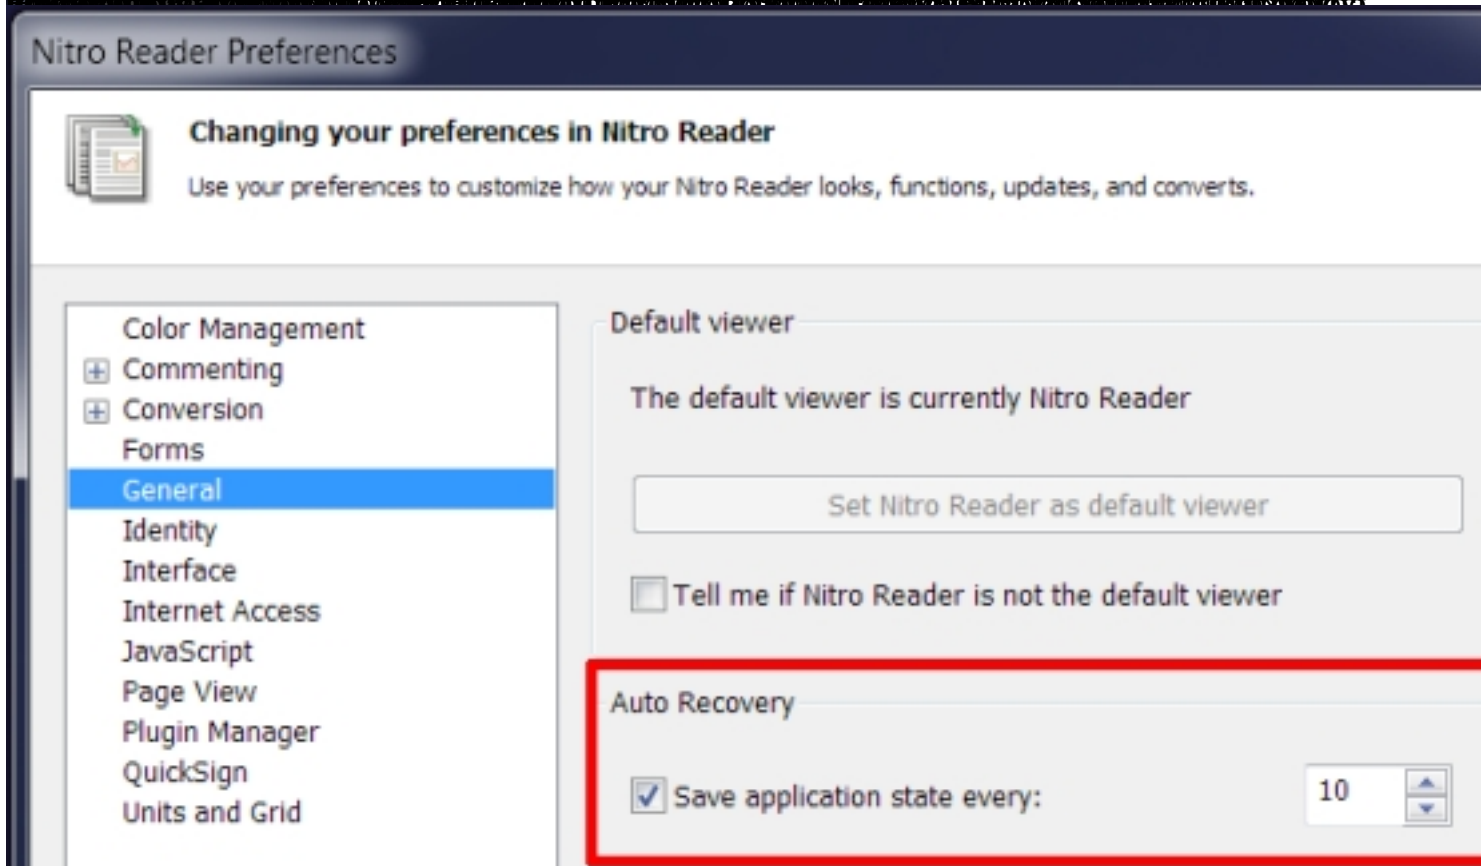 Nitro Reader Preferences
Changing your preferences in Nitro Reader
Use your preferences to customize how your Nitro Reader looks, functions, updates, and converts.
Color Management
Commenting
Conversion
Forms
General
Identity
Interface
Internet Access
JavaScript
Page View
Plugin Manager
QuickSign
Units and Grid
Default viewer
The default viewer is currently Nitro Reader
Set Nitro Reader as default viewer
Tell me if Nitro Reader is not the default viewer
Auto Recovery
Save application state every: 10